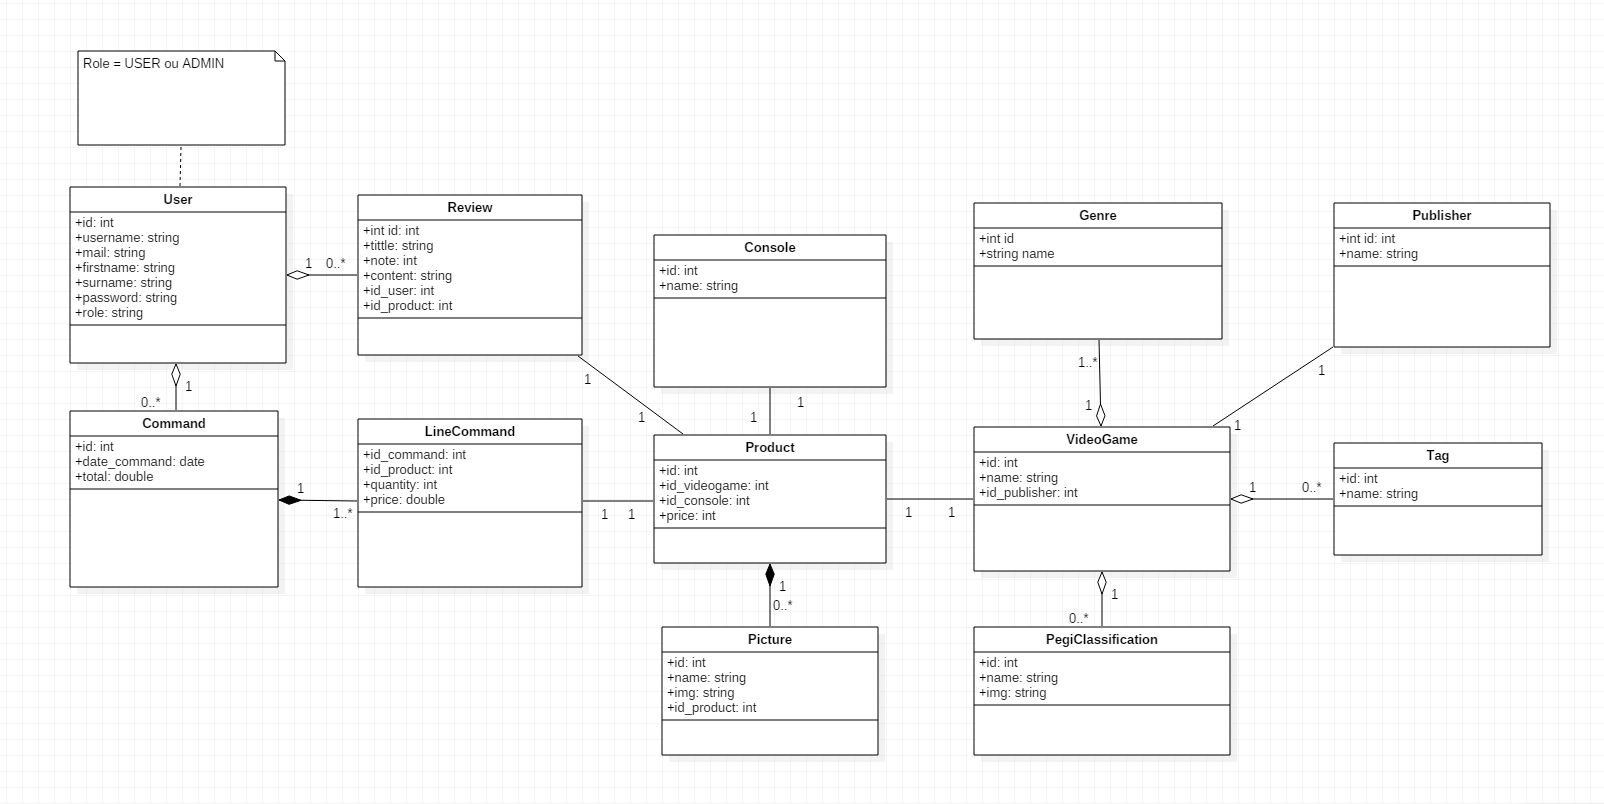 Role = USER ou ADMIN
User
+id: int
+username: string
+mail: string
+firstname: string
+surname: string
+password: string
+role: string
1
0..*
Review
+int id: int
+tittle: string
+note: int
+content: string
+id_user: int
+id_product: int
1
1
Console
+id: int
+name: string
1
1
Genre
+int id
+string name
1..*
1
Publisher
+int id: int
+name: string
1
1
1
0..*
Command
+id: int
+date_command: date
+total: double
1
1..*
LineCommand
+id_command: int
+id_product: int
+quantity: int
+price: double
1
1
Product
+id: int
+id_videogame: int
+id_console: int
+price: int
1
1
VideoGame
+id: int
+name: string
+id_publisher: int
1
0..*
Tag
+id: int
+name: string
1
0..*
Picture
+id: int
+name: string
+img: string
+id_product: int
1
0..*
PegiClassification
+id: int
+name: string
+img: string